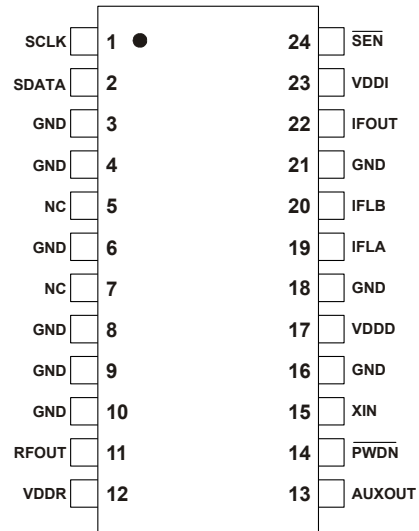 SCLK 1 24 SEN
SDATA 2 23 VDDI
GND 3 22 IFOUT
GND 4 21 GND
NC 5 20 IFLB
GND 6 19 IFLA
NC 7 18 GND
GND 8 17 VDDD
GND 9 16 GND
GND 10 15 XIN
RFOUT 11 14 PWDN
VDDR 12 13 AUXOUT